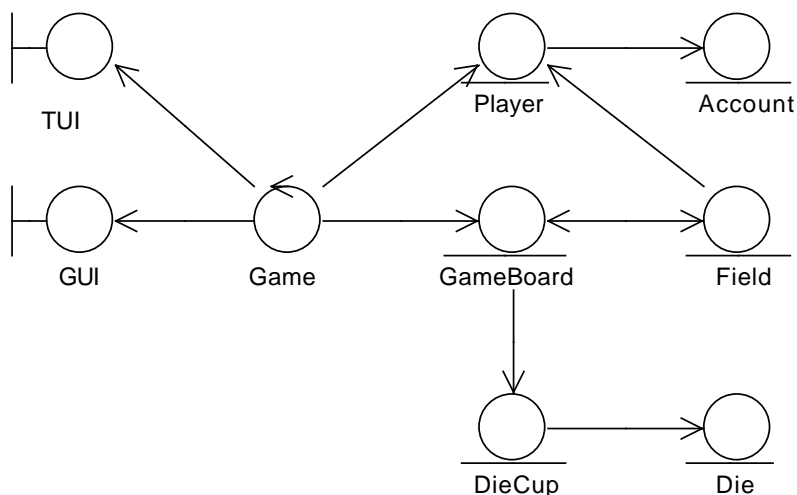 TUI
Player
Account
GUI
Game
GameBoard
Field
DieCup
Die